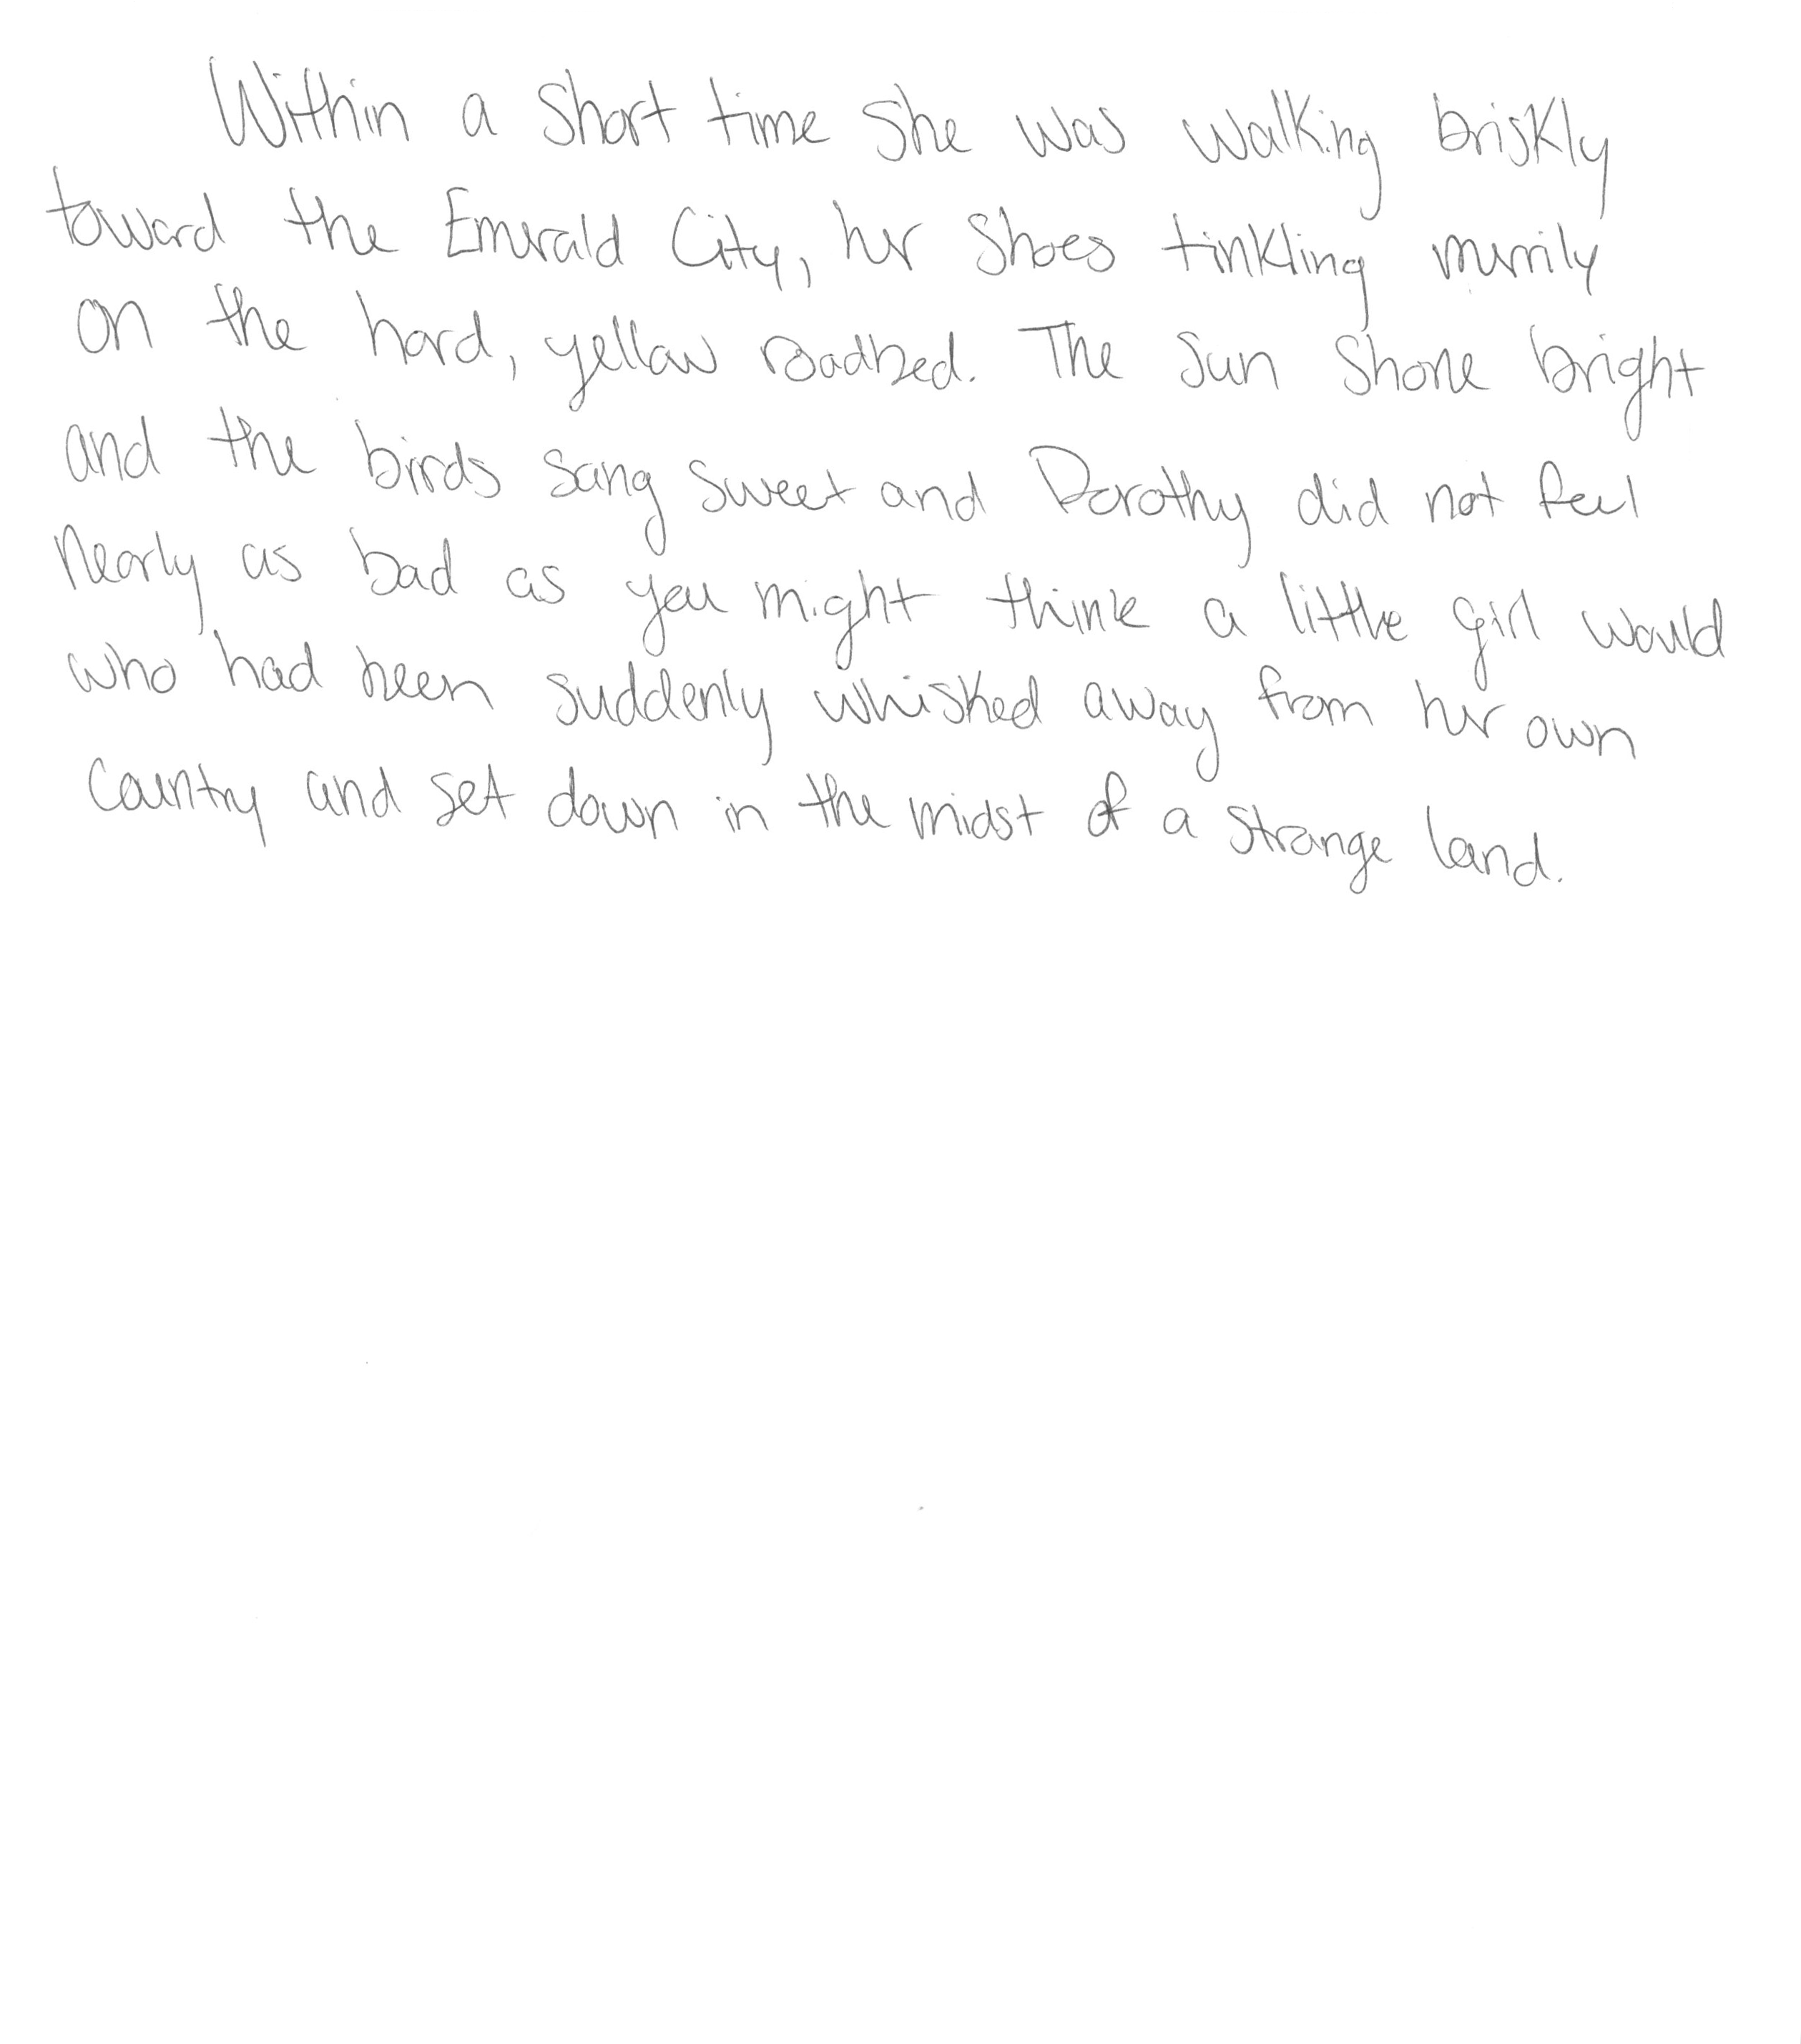 Within a short time she was walking briskly
toward the Emerald City, her shoes tinkling merrily
on the hard, yellow roadbed. The sun shone bright
and the birds sang sweet and Dorothy did not feel
nearly as bad as you might think a little girl would
who had been suddenly whisked away from her own
country and set down in the midst of a strange land.